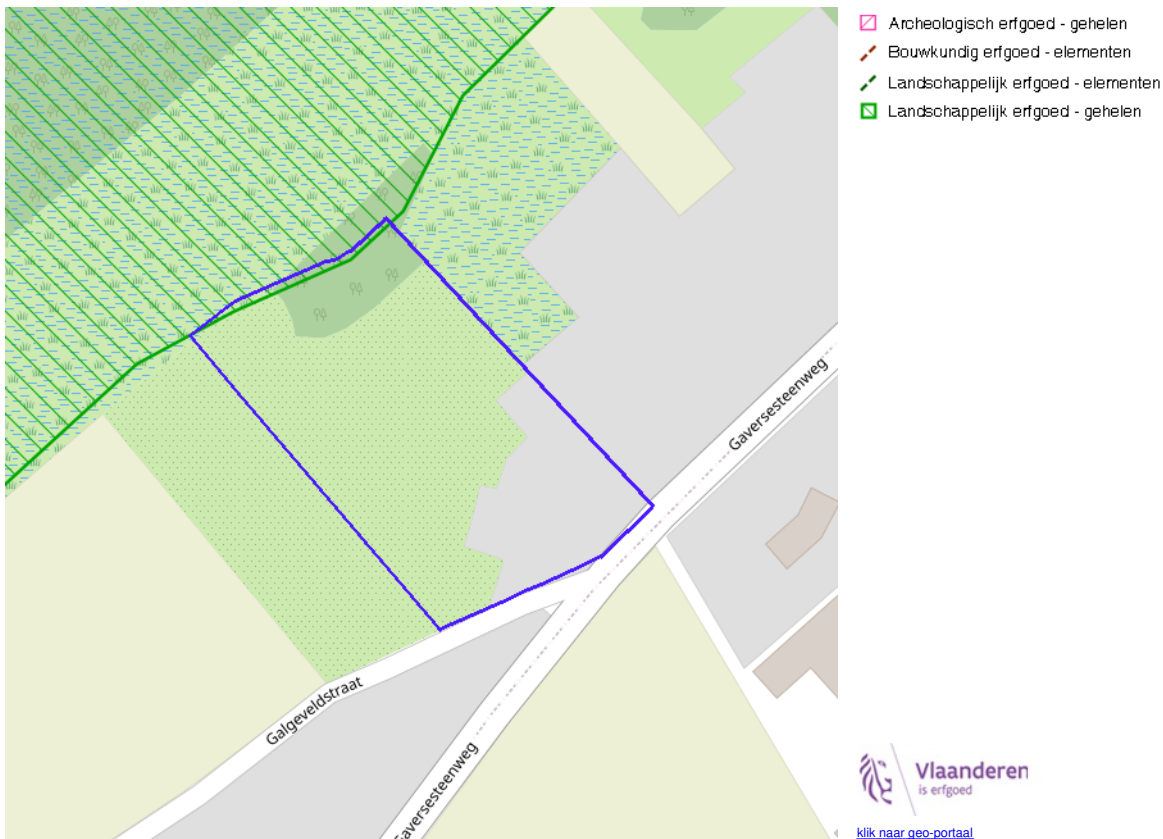 Archeologisch erfgoed - gehelen
Bouwkundig erfgoed - elementen
Landschappelijk erfgoed - elementen
Landschappelijk erfgoed - gehelen
Gaversesteenweg
Galgeveldstraat
Gaversesteenweg
Vlaanderen
is erfgoed
klik naar geo-portaal